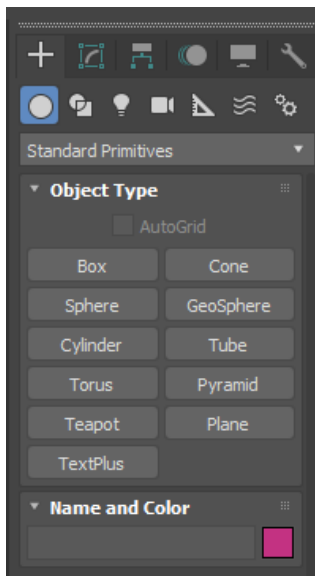 Standard Primitives
Object Type
AutoGrid
Box Cone
Sphere GeoSphere
Cylinder Tube
Torus Pyramid
Teapot Plane
TextPlus
Name and Color